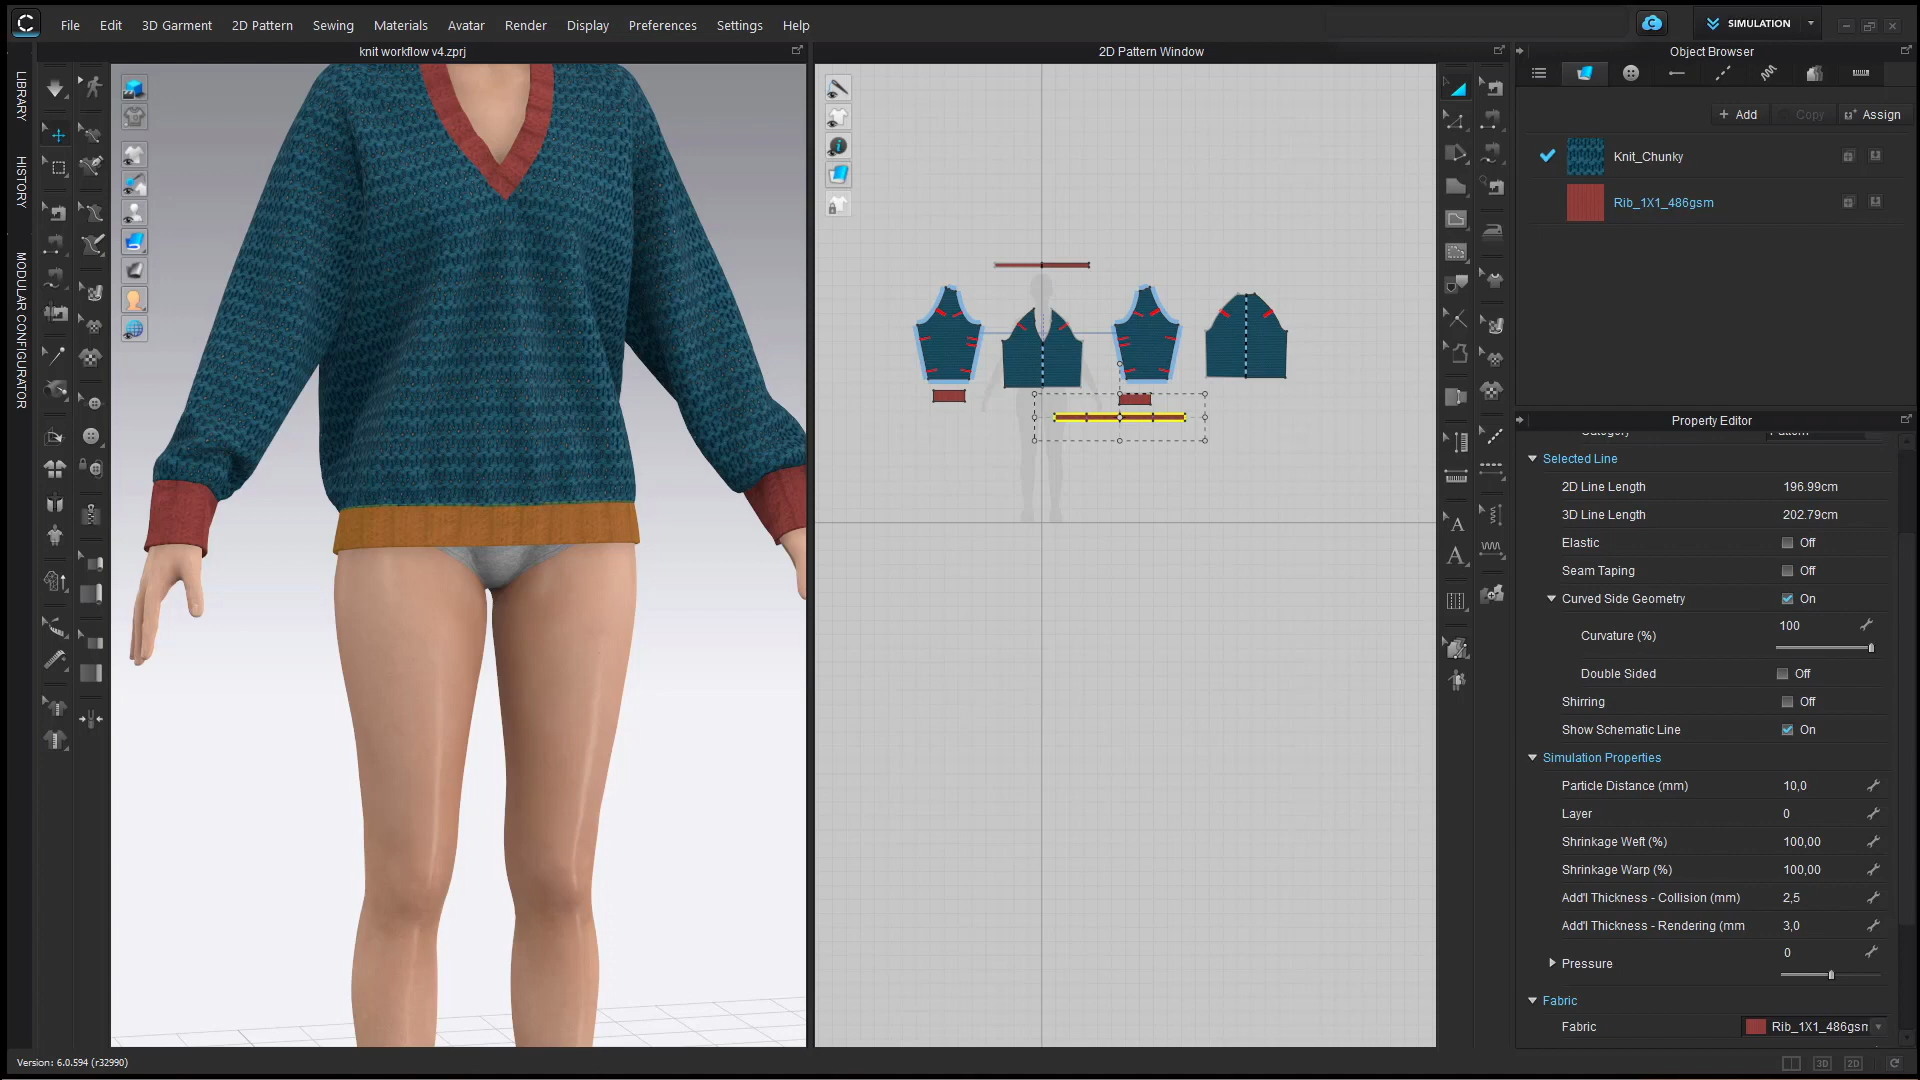 File Edit 3D Garment 2D Pattern Sewing Materials Avatar Render Display Preferences Settings Help
SIMULATION
knit workflow v4.zprj
2D Pattern Window
Object Browser
LIBRARY
HISTORY
MODULAR CONFIGURATOR
+ Add Copy Assign
Knit_Chunky
Rib_1X1_486gsm
Property Editor
Selected Line
2D Line Length 196.99cm
3D Line Length 202.79cm
Elastic Off
Seam Taping Off
Curved Side Geometry On
Curvature (%) 100
Double Sided Off
Shirring Off
Show Schematic Line On
Simulation Properties
Particle Distance (mm) 10,0
Layer 0
Shrinkage Weft (%) 100,00
Shrinkage Warp (%) 100,00
Add'l Thickness - Collision (mm) 2,5
Add'l Thickness - Rendering (mm 3,0
Pressure 0
Fabric
Fabric Rib_1X1_486gsm
Version: 6.0.594 (r32990)
3D 2D